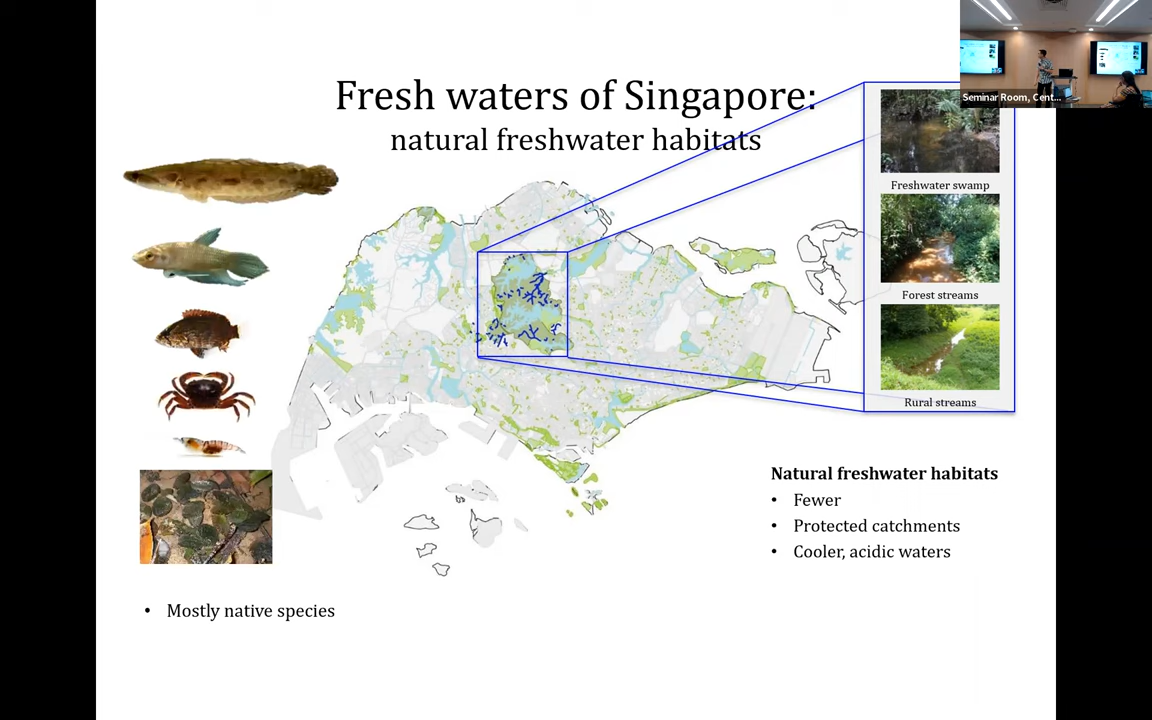 Fresh waters of Singapore:
natural freshwater habitats
Seminar Room, Cent...
Freshwater swamp
Forest streams
Rural streams
Natural freshwater habitats
• Fewer
• Protected catchments
• Cooler, acidic waters
• Mostly native species